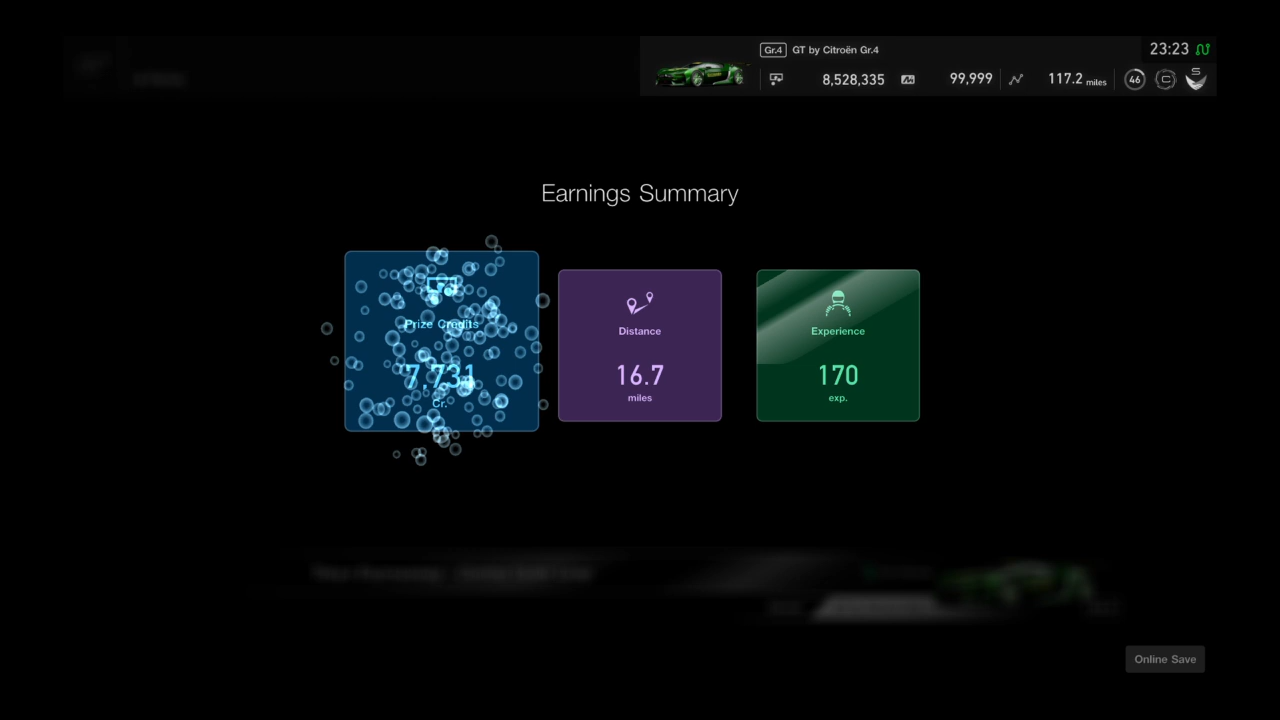 Gr.4 GT by Citroën Gr.4
23:23
8,528,335
99,999
117.2 miles
46
C
S
Earnings Summary
Prize Credits
7,731
Cr.
Distance
16.7
miles
Experience
170
exp.
Online Save